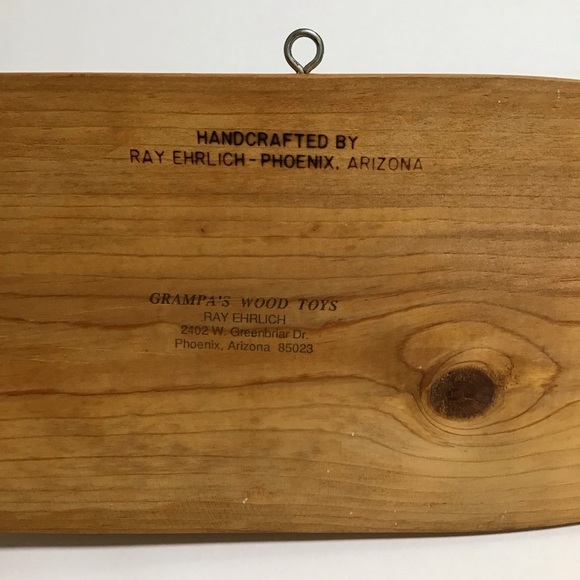 HANDCRAFTED BY
RAY EHRLICH-PHOENIX, ARIZONA
GRAMPA'S WOOD TOYS
RAY EHRLICH
2402 W. Greenbriar Dr.
Phoenix, Arizona 85023